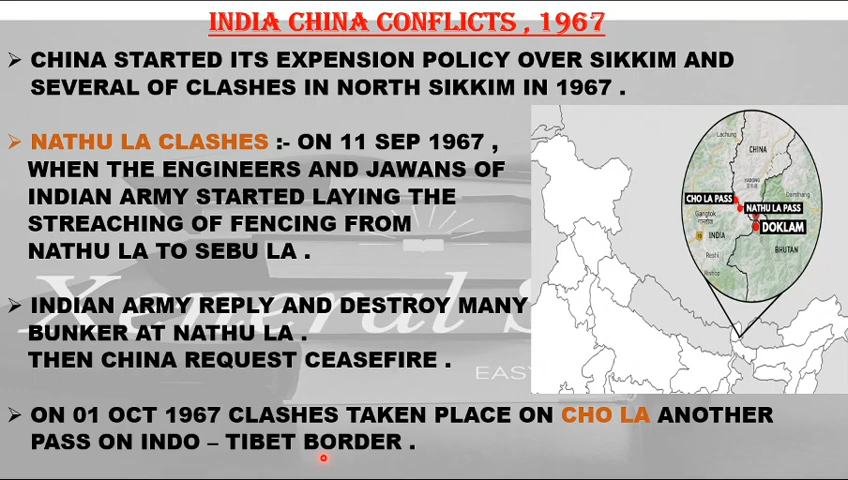 INDIA CHINA CONFLICTS , 1967
➢ CHINA STARTED ITS EXPENSION POLICY OVER SIKKIM AND
SEVERAL OF CLASHES IN NORTH SIKKIM IN 1967 .
➢ NATHU LA CLASHES :- ON 11 SEP 1967 ,
WHEN THE ENGINEERS AND JAWANS OF
INDIAN ARMY STARTED LAYING THE
STREACHING OF FENCING FROM
NATHU LA TO SEBU LA .
➢ INDIAN ARMY REPLY AND DESTROY MANY
BUNKER AT NATHU LA .
THEN CHINA REQUEST CEASEFIRE .
➢ ON 01 OCT 1967 CLASHES TAKEN PLACE ON CHO LA ANOTHER
PASS ON INDO – TIBET BORDER .
Lachung
CHINA
CHO LA PASS
NATHU LA PASS
Gangtok
INDIA
DOKLAM
BHUTAN
Reshi
Xeneral S
EASY